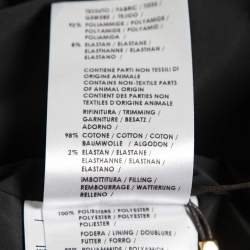 TESSUTO / FABRIC / TISSU
GEWEBE / TEJIDO /
92% POLIAMMIDE / POLYAMIDE
POLYAMIDE / POLYAMID
POLIAMIDA /
8% ELASTAN / ELASTANE /
ELASTHANNE / ELASTHAN /
ELASTANO /
CONTIENE PARTI NON TESSILI DI
ORIGINE ANIMALE
CONTAINS NON-TEXTILE PARTS
OF ANIMAL ORIGIN
CONTIENT DES PARTIES NON
TEXTILES D'ORIGINE ANIMALE
RIFINITURA / TRIMMING /
GARNITURE / BESATZ /
ADORNO /
98% COTONE / COTTON / COTON /
BAUMWOLLE / ALGODON /
2% ELASTAN / ELASTANE /
ELASTHANNE / ELASTHAN /
ELASTANO /
IMBOTTITURA / FILLING /
REMBOURRAGE / WATTIERUNG /
RELLENO /
100% POLIESTERE / POLYESTER /
POLYESTER / POLYESTER /
POLIESTER /
FODERA / LINING / DOUBLURE /
FUTTER / FORRO /